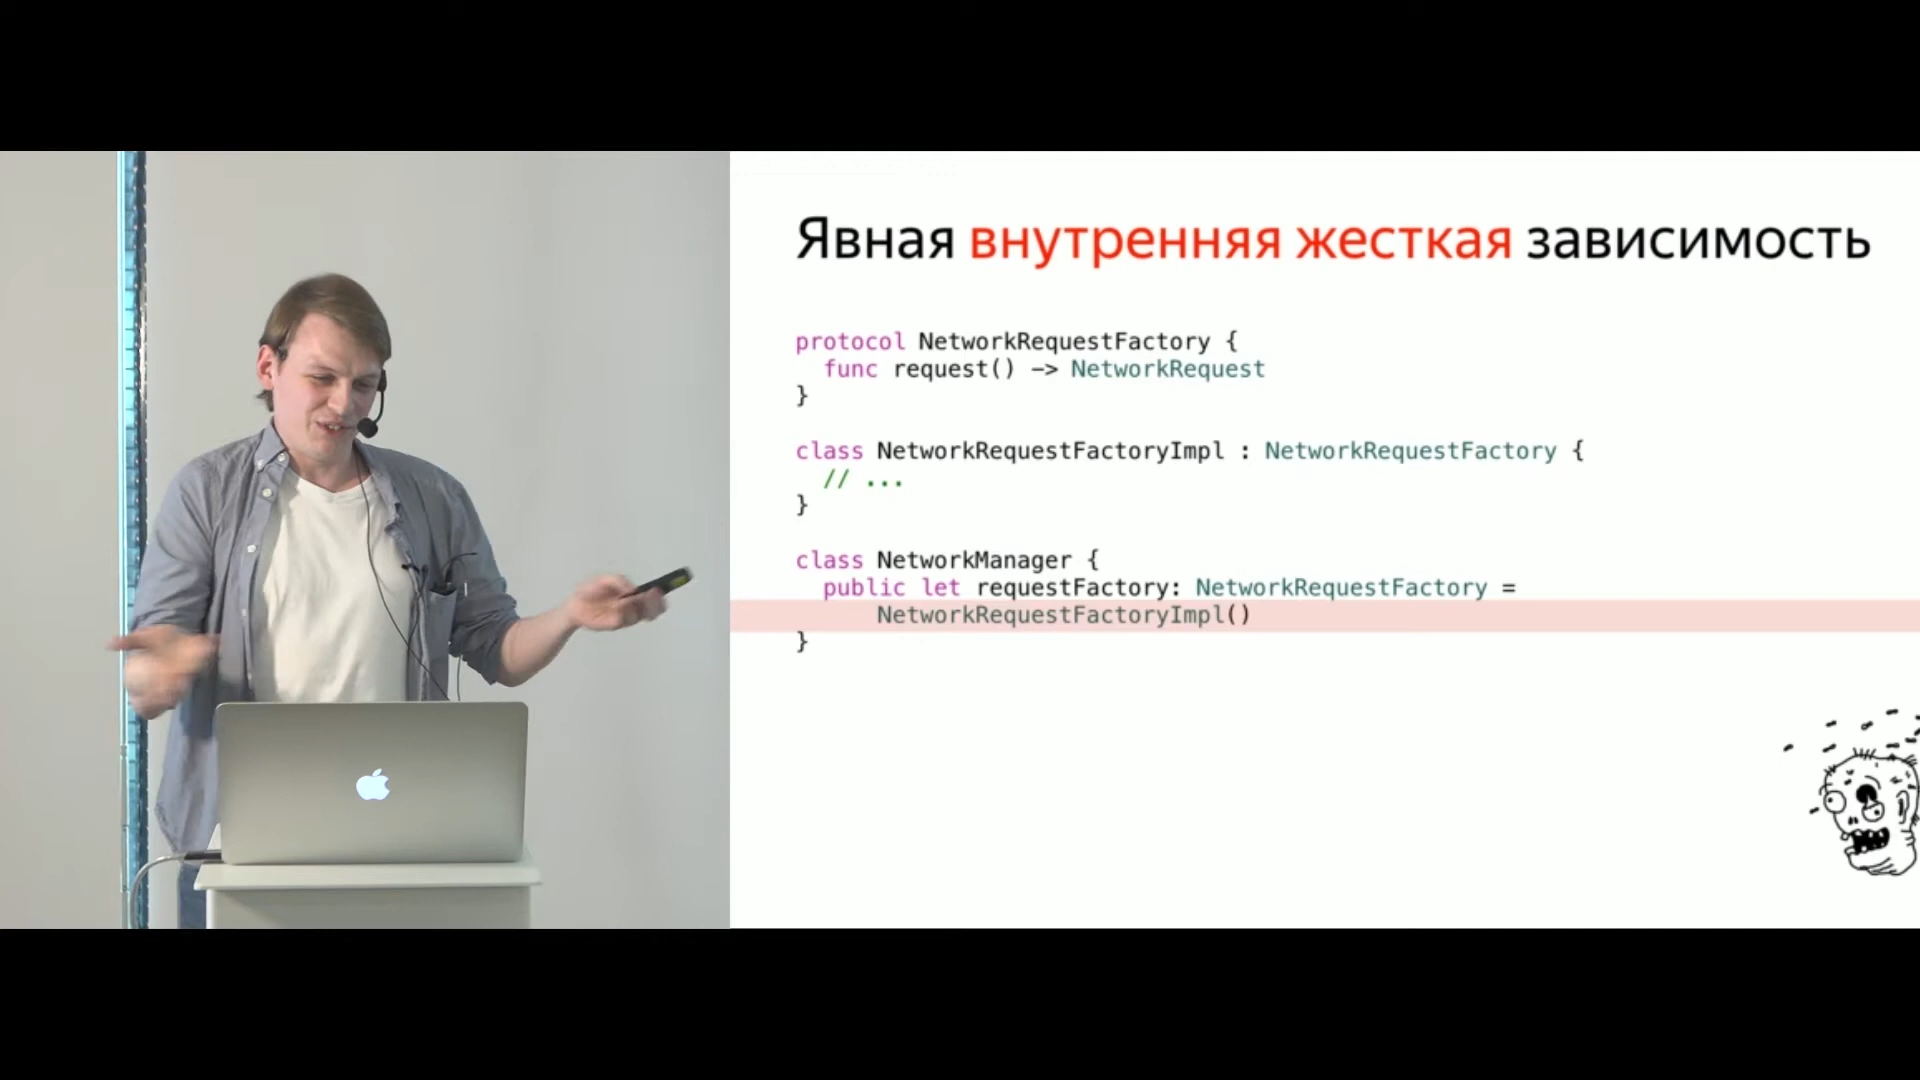 Явная внутренняя жесткая зависимость
protocol NetworkRequestFactory {
func request() -> NetworkRequest
}
class NetworkRequestFactoryImpl : NetworkRequestFactory {
// ...
}
class NetworkManager {
public let requestFactory: NetworkRequestFactory =
NetworkRequestFactoryImpl()
}